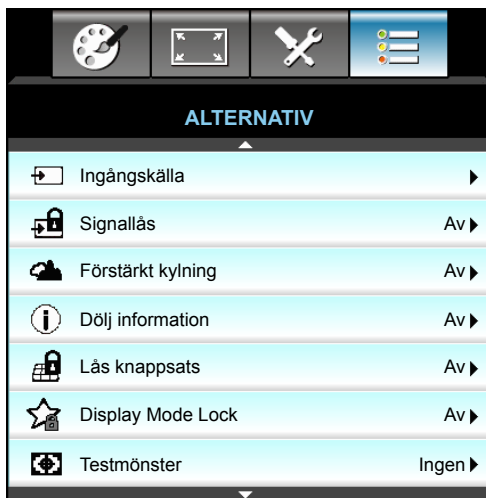 ALTERNATIV
Ingångskälla
Signallås Av
Förstärkt kylning Av
Dölj information Av
Lås knappsats Av
Display Mode Lock Av
Testmönster Ingen